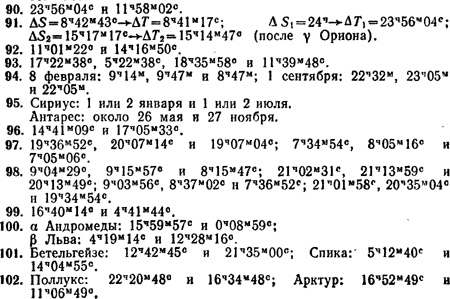 90. 23ч56м04с и 11ч58м02с.
91. ΔS=8ч42м43с→ΔT=8ч41м17с; ΔS₁=24ч→ΔT₁=23ч56м04с;
ΔS₂=15ч17м17с→ΔT₂=15ч14м47с (после γ Ориона).
92. 11ч01м22с и 14ч16м50с.
93. 17ч22м38с, 5ч22м38с, 18ч35м58с и 11ч39м48с.
94. 8 февраля: 9ч14м, 9ч47м и 8ч47м; 1 сентября: 22ч32м, 23ч05м
и 22ч05м.
95. Сириус: 1 или 2 января и 1 или 2 июля.
Антарес: около 26 мая и 27 ноября.
96. 14ч41м09с и 17ч05м33с.
97. 19ч36м52с, 20ч07м14с и 19ч07м04с; 7ч34м54с, 8ч05м16с и
7ч05м06с.
98. 9ч04м29с, 9ч15м57с и 8ч15м47с; 21ч02м31с, 21ч13м59с и
20ч13м49с; 9ч03м56с, 8ч37м02с и 7ч36м52с; 21ч01м58с, 20ч35м04с
и 19ч34м54с.
99. 16ч40м14с и 4ч41м44с.
100. α Андромеды: 15ч59м57с и 0ч08м59с;
β Льва: 4ч19м14с и 12ч28м16с.
101. Бетельгейзе: 12ч42м45с и 21ч35м00с; Спика: 5ч12м40с и
14ч04м55с.
102. Поллукс: 22ч20м48с и 16ч34м48с; Арктур: 16ч52м49с и
11ч06м49с.